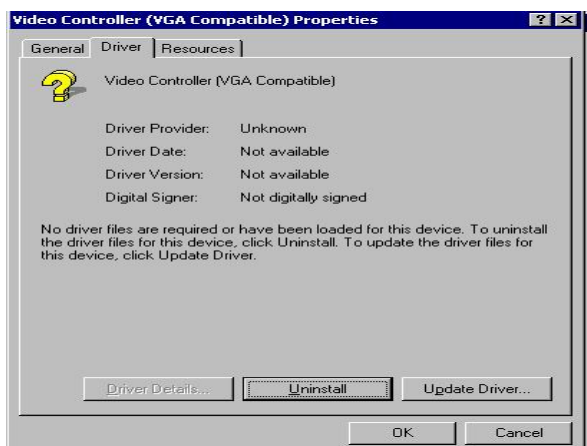 Video Controller (VGA Compatible) Properties
General Driver Resources
Video Controller (VGA Compatible)
Driver Provider: Unknown
Driver Date: Not available
Driver Version: Not available
Digital Signer: Not digitally signed
No driver files are required or have been loaded for this device. To uninstall
the driver files for this device, click Uninstall. To update the driver files for
this device, click Update Driver.
Driver Details... Uninstall Update Driver...
OK Cancel